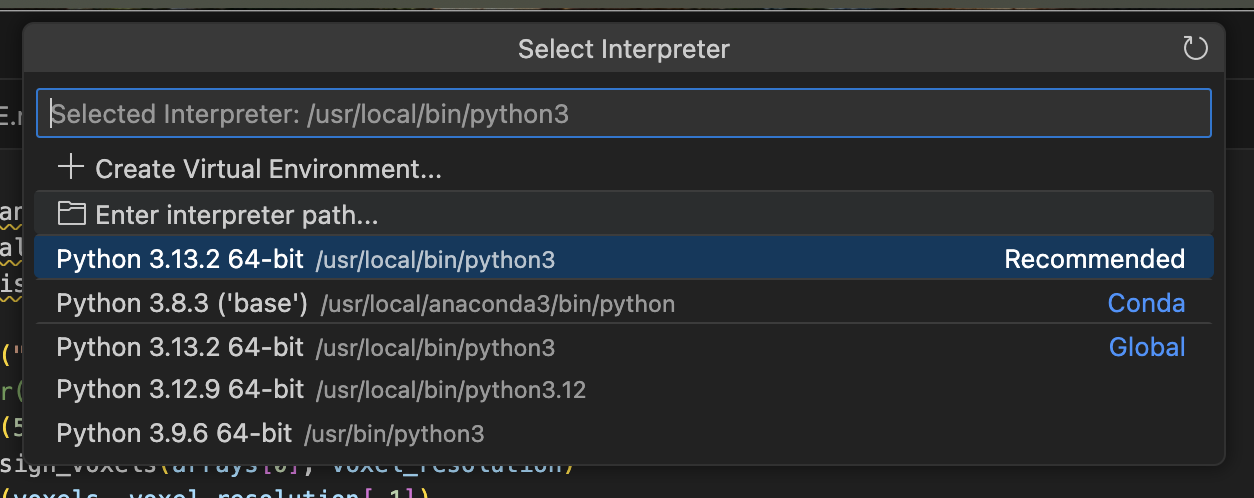 Select Interpreter
Selected Interpreter: /usr/local/bin/python3
Create Virtual Environment...
Enter interpreter path...
Python 3.13.2 64-bit /usr/local/bin/python3 Recommended
Python 3.8.3 ('base') /usr/local/anaconda3/bin/python Conda
Python 3.13.2 64-bit /usr/local/bin/python3 Global
Python 3.12.9 64-bit /usr/local/bin/python3.12
Python 3.9.6 64-bit /usr/bin/python3
(voxels, voxel_resolution[